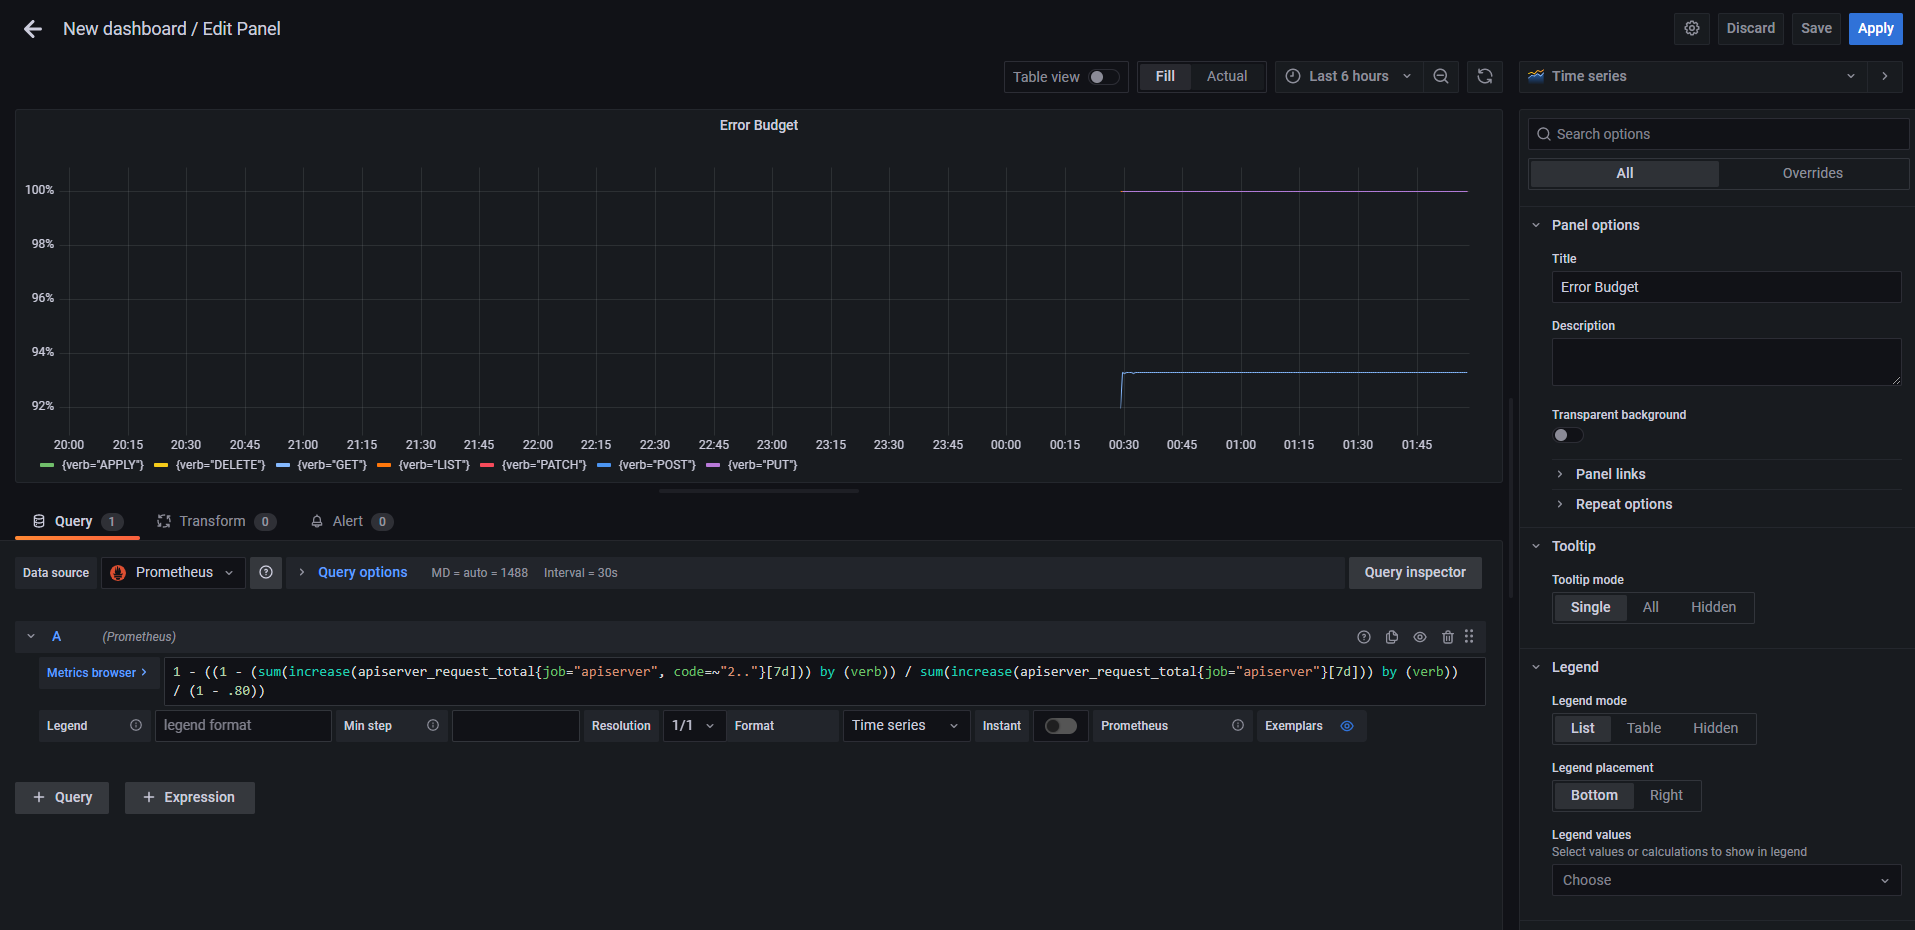 New dashboard / Edit Panel
Discard
Save
Apply
Table view
Fill
Actual
Last 6 hours
Time series
Error Budget
100%
98%
96%
94%
92%
20:00 20:15 20:30 20:45 21:00 21:15 21:30 21:45 22:00 22:15 22:30 22:45 23:00 23:15 23:30 23:45 00:00 00:15 00:30 00:45 01:00 01:15 01:30 01:45
{verb="APPLY"} {verb="DELETE"} {verb="GET"} {verb="LIST"} {verb="PATCH"} {verb="POST"} {verb="PUT"}
Query 1
Transform 0
Alert 0
Data source
Prometheus
Query options
MD = auto = 1488
Interval = 30s
Query inspector
A
(Prometheus)
Metrics browser
1 - ((1 - (sum(increase(apiserver_request_total{job="apiserver", code=~"2.."}[7d])) by (verb)) / sum(increase(apiserver_request_total{job="apiserver"}[7d])) by (verb))
/ (1 - .80))
Legend
legend format
Min step
Resolution
1/1
Format
Time series
Instant
Prometheus
Exemplars
+ Query
+ Expression
Search options
All
Overrides
Panel options
Title
Error Budget
Description
Transparent background
Panel links
Repeat options
Tooltip
Tooltip mode
Single All Hidden
Legend
Legend mode
List Table Hidden
Legend placement
Bottom Right
Legend values
Select values or calculations to show in legend
Choose